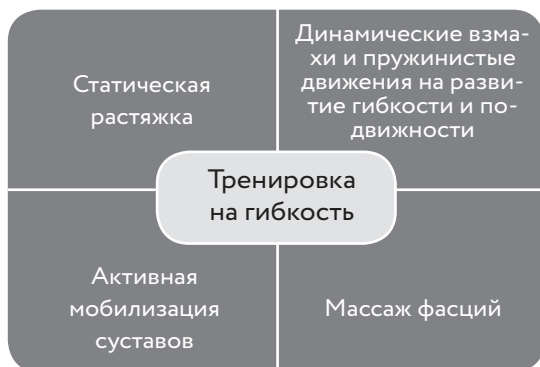 Статическая
растяжка
Динамические взма-
хи и пружинистые
движения на разви-
тие гибкости и по-
движности
Тренировка
на гибкость
Активная
мобилизация
суставов
Массаж фасций